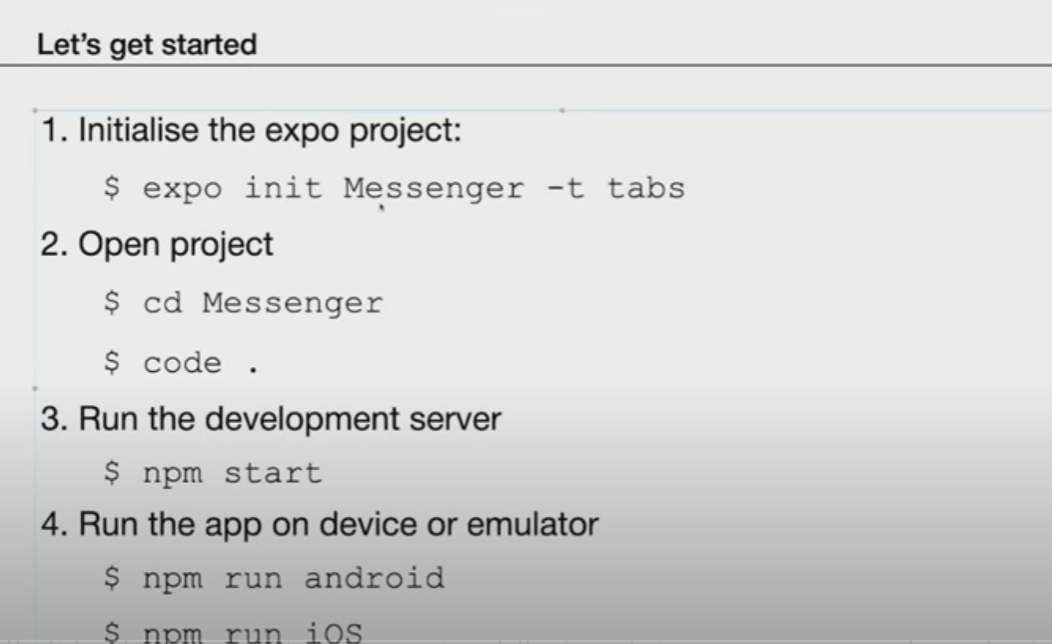 Let's get started
1. Initialise the expo project:
$ expo init Messenger -t tabs
2. Open project
$ cd Messenger
$ code .
3. Run the development server
$ npm start
4. Run the app on device or emulator
$ npm run android
$ npm run iOS